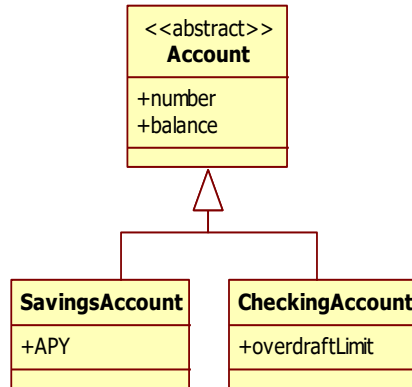 <<abstract>>
Account
+number
+balance
SavingsAccount
+APY
CheckingAccount
+overdraftLimit